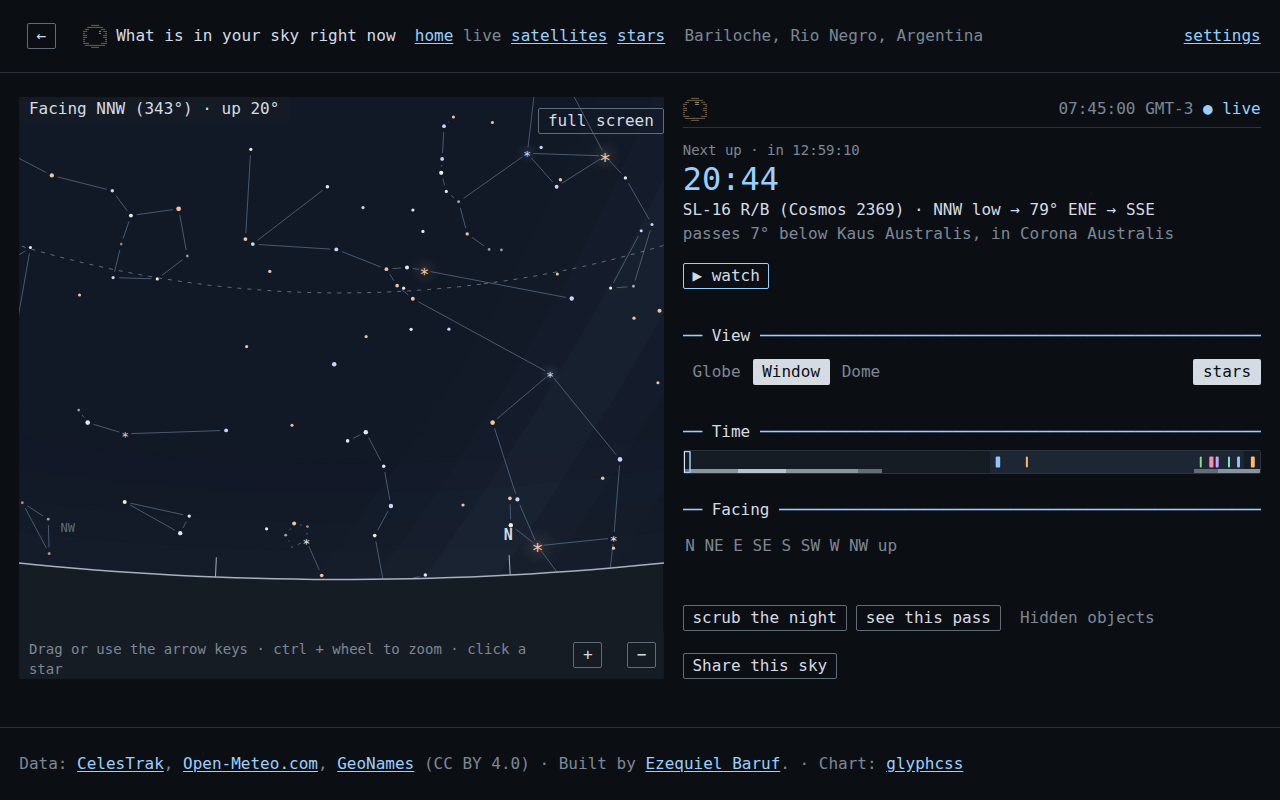 ← What is in your sky right now home live satellites stars Bariloche, Rio Negro, Argentina settings
Facing NNW (343°) · up 20°
full screen
NW
N
Drag or use the arrow keys · ctrl + wheel to zoom · click a
star
+ −
07:45:00 GMT-3 ● live
Next up · in 12:59:10
20:44
SL-16 R/B (Cosmos 2369) · NNW low → 79° ENE → SSE
passes 7° below Kaus Australis, in Corona Australis
▶ watch
View
Globe Window Dome stars
Time
Facing
N NE E SE S SW W NW up
scrub the night see this pass Hidden objects
Share this sky
Data: CelesTrak, Open-Meteo.com, GeoNames (CC BY 4.0) · Built by Ezequiel Baruf. · Chart: glyphcss